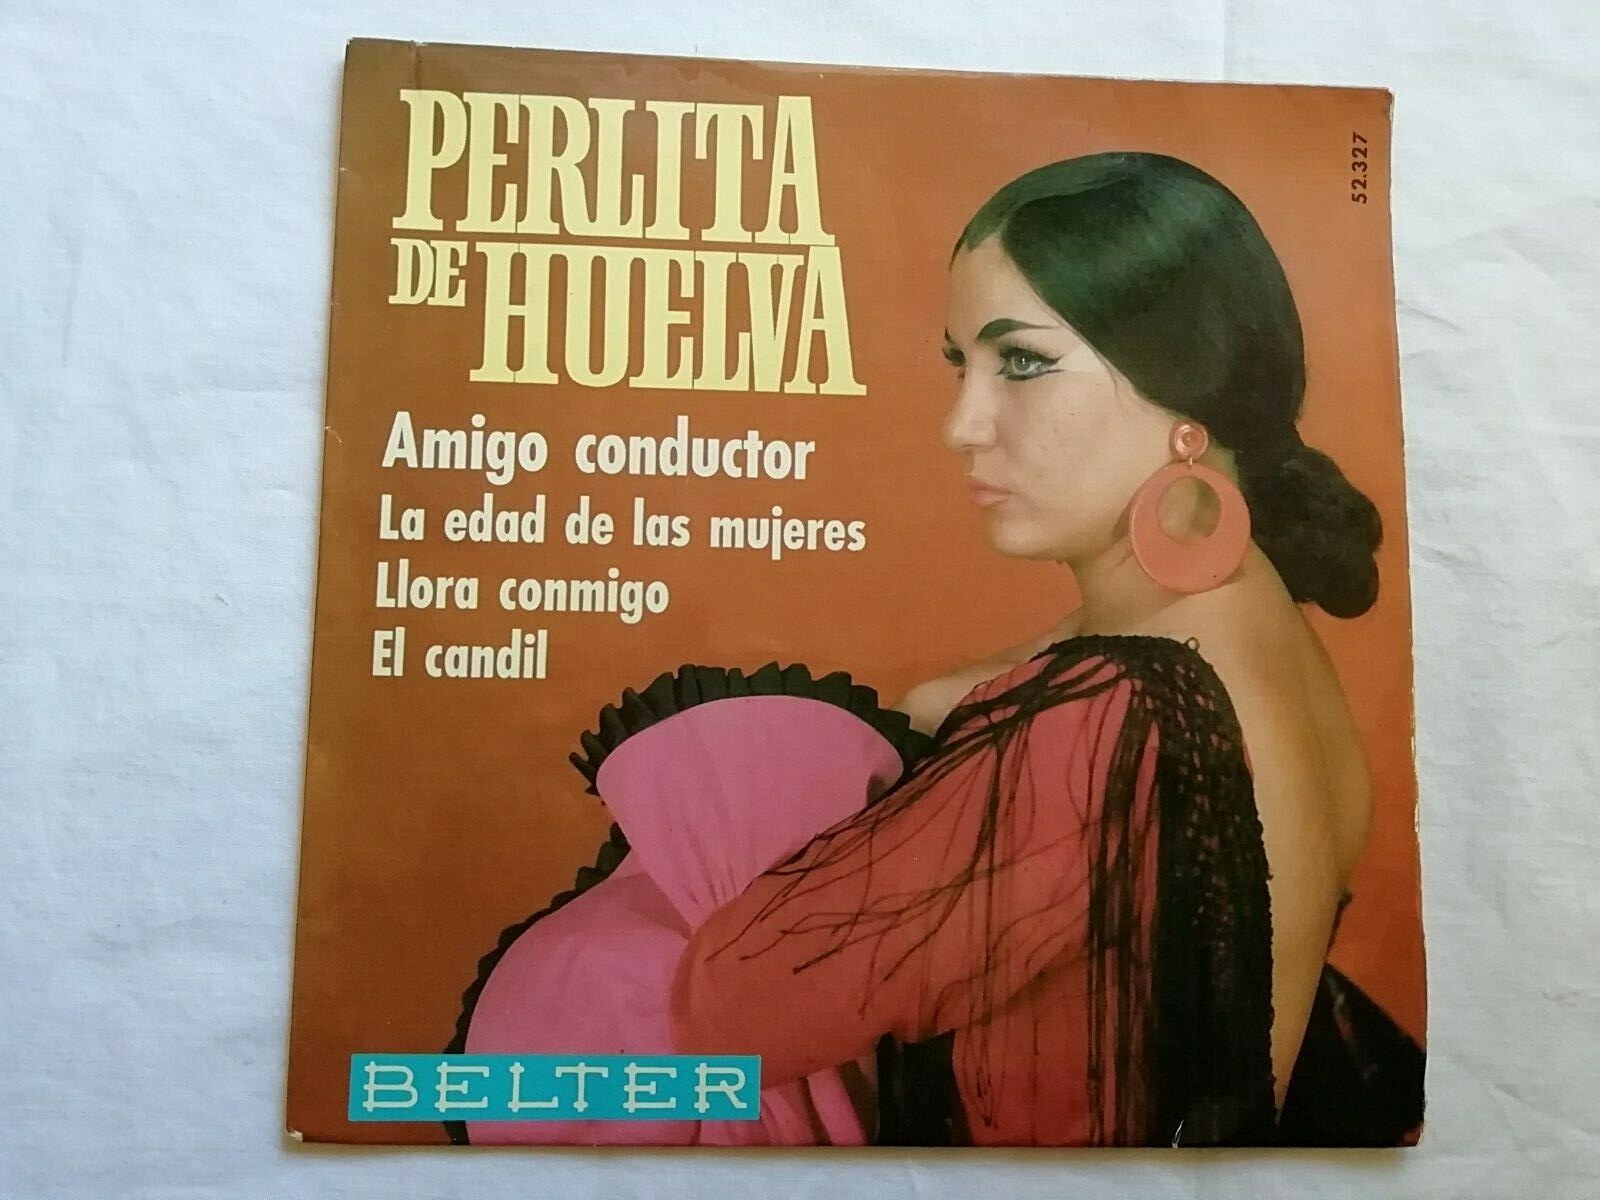 PERLITA
DE HUELVA
52.327
Amigo conductor
La edad de las mujeres
Llora conmigo
El candil
BELTER